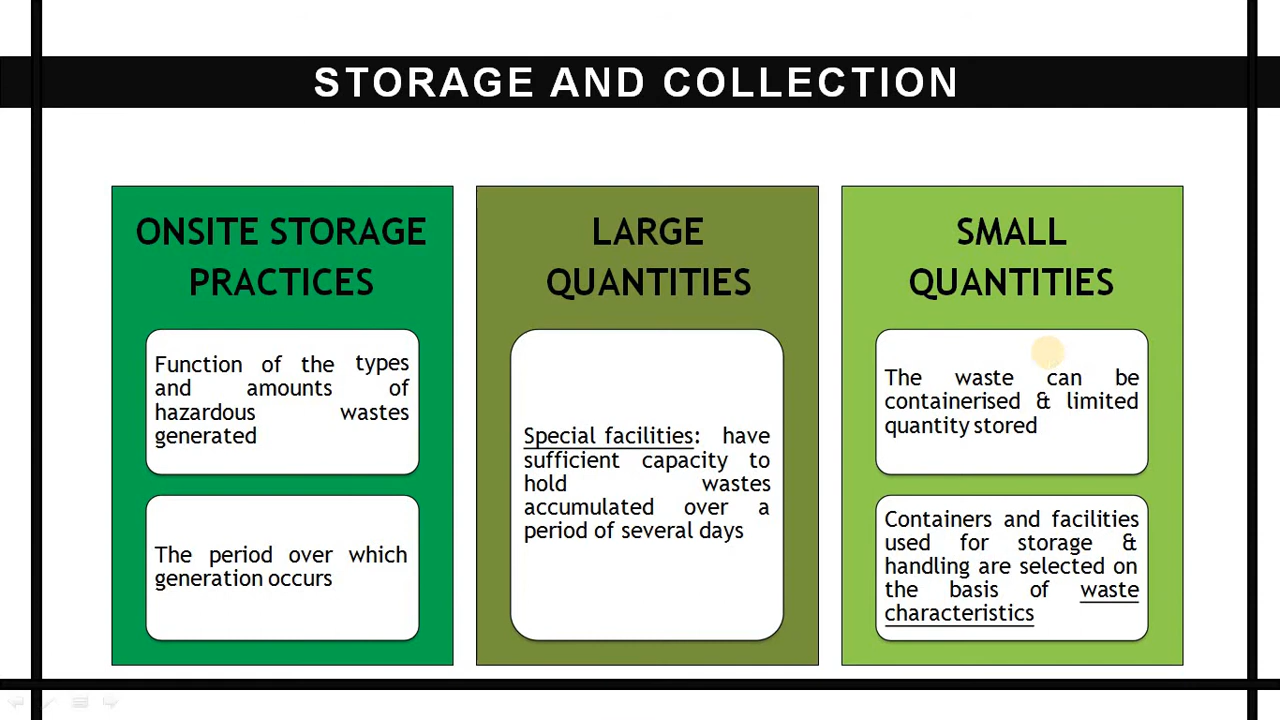 STORAGE AND COLLECTION
ONSITE STORAGE
PRACTICES
Function of the types
and amounts of
hazardous wastes
generated
The period over which
generation occurs
LARGE
QUANTITIES
Special facilities: have
sufficient capacity to
hold wastes
accumulated over a
period of several days
SMALL
QUANTITIES
The waste can be
containerised & limited
quantity stored
Containers and facilities
used for storage &
handling are selected on
the basis of waste
characteristics